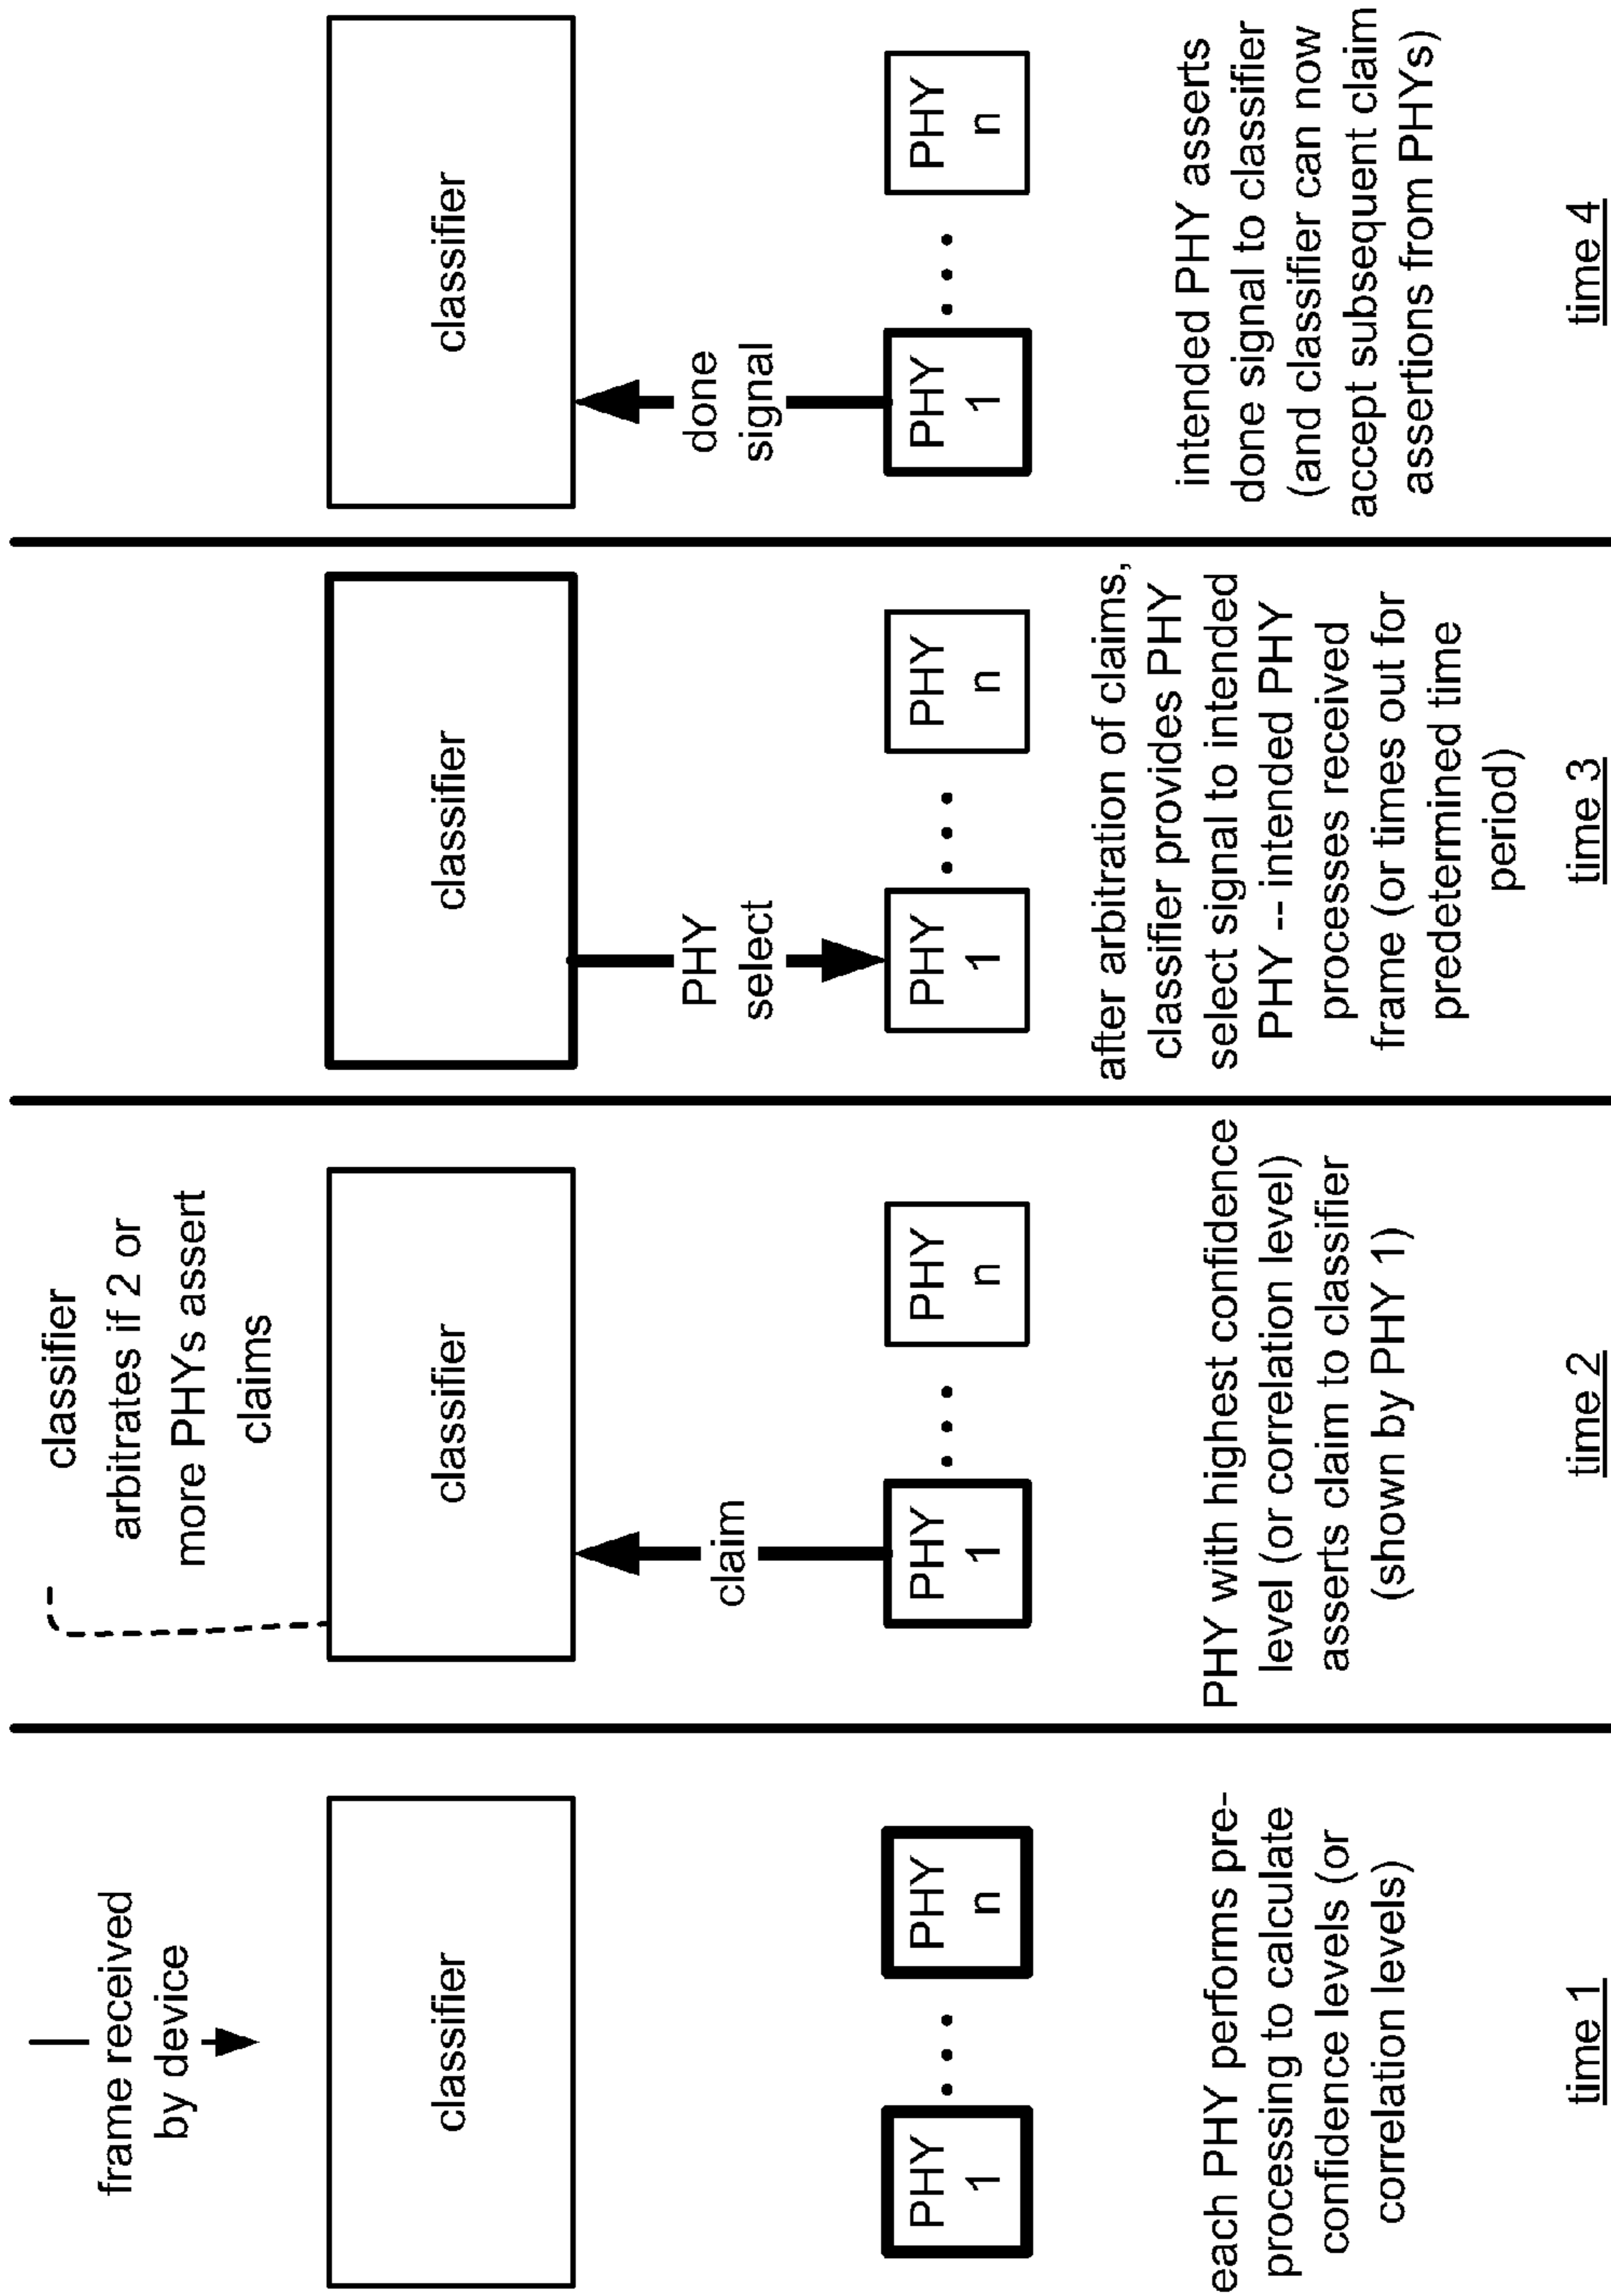 frame received
by device
classifier
PHY
1
PHY
n
each PHY performs pre-
processing to calculate
confidence levels (or
correlation levels)
time 1
classifier
arbitrates if 2 or
more PHYs assert
claims
classifier
claim
PHY
1
PHY
n
PHY with highest confidence
level (or correlation level)
asserts claim to classifier
(shown by PHY 1)
time 2
classifier
PHY
select
PHY
1
PHY
n
after arbitration of claims,
classifier provides PHY
select signal to intended
PHY -- intended PHY
processes received
frame (or times out for
predetermined time
period)
time 3
classifier
done
signal
PHY
1
PHY
n
intended PHY asserts
done signal to classifier
(and classifier can now
accept subsequent claim
assertions from PHYs)
time 4